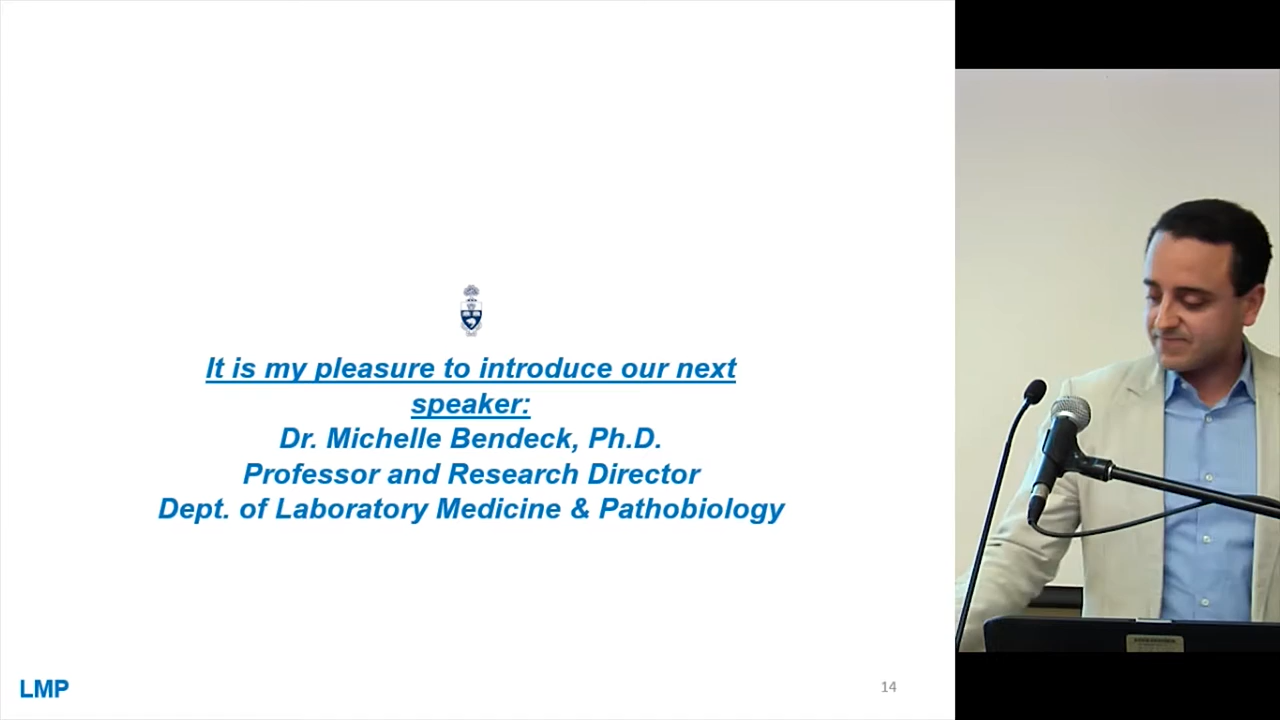 It is my pleasure to introduce our next
speaker:
Dr. Michelle Bendeck, Ph.D.
Professor and Research Director
Dept. of Laboratory Medicine & Pathobiology
LMP
14